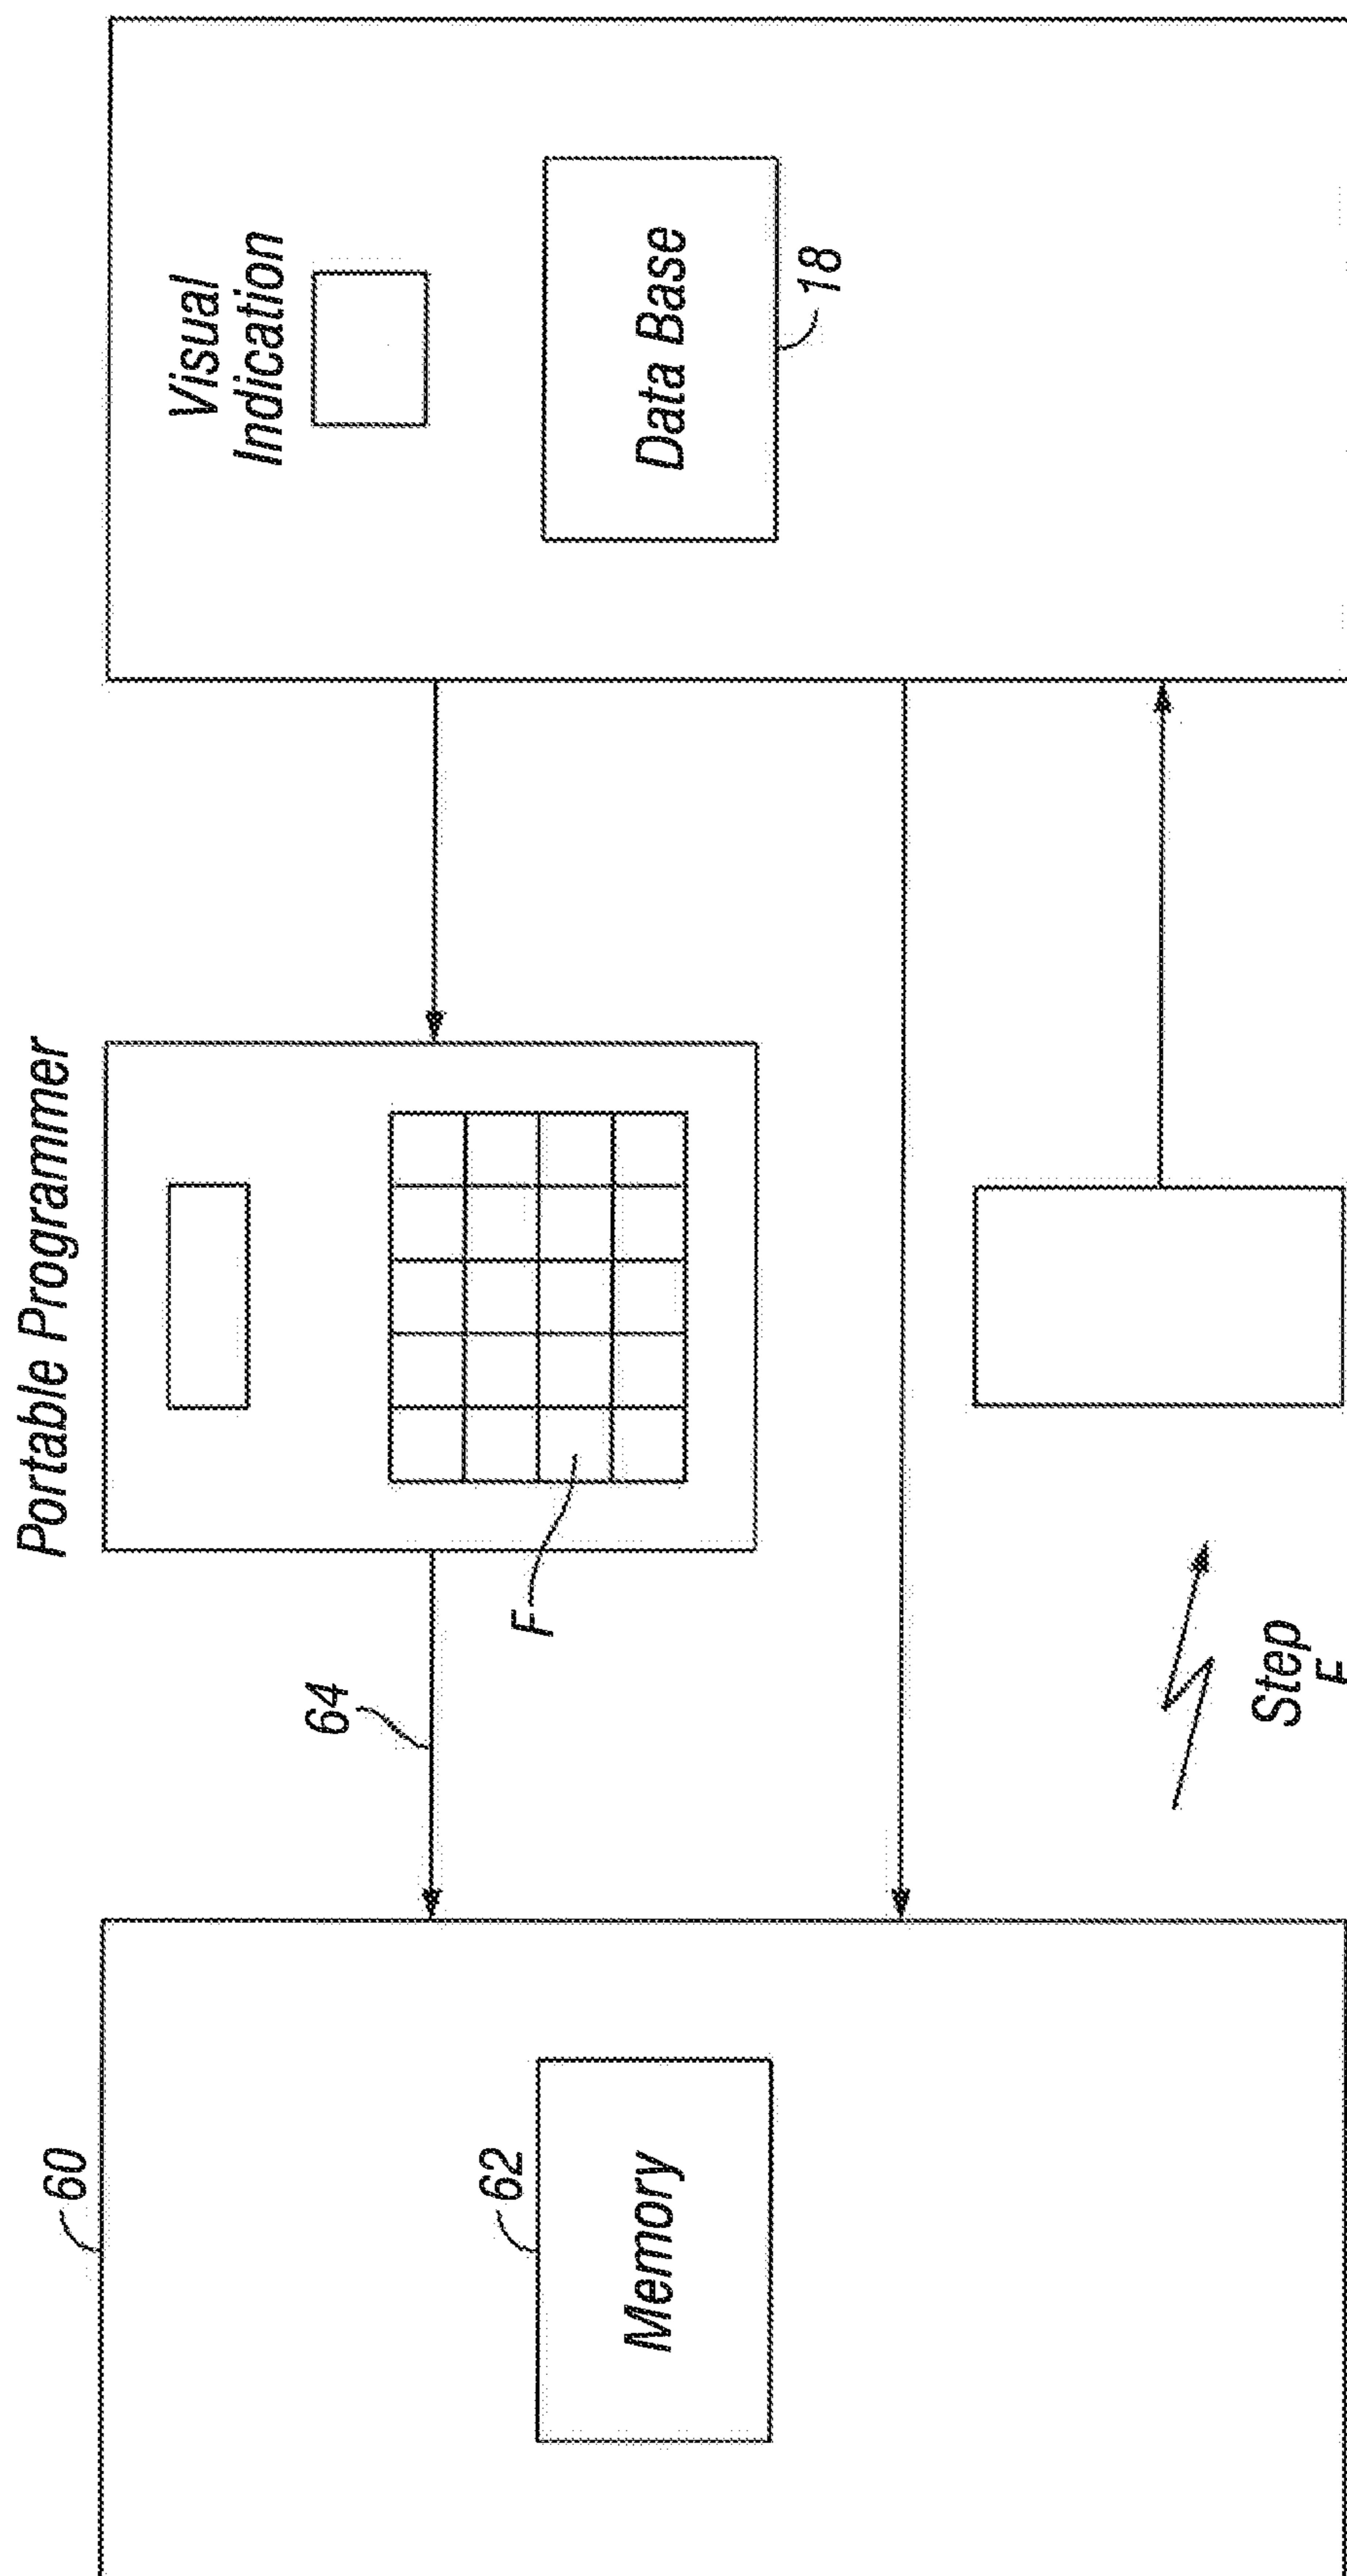 Portable Programmer
60
Visual
Indication
64
62
F
Memory
Data Base
18
Step